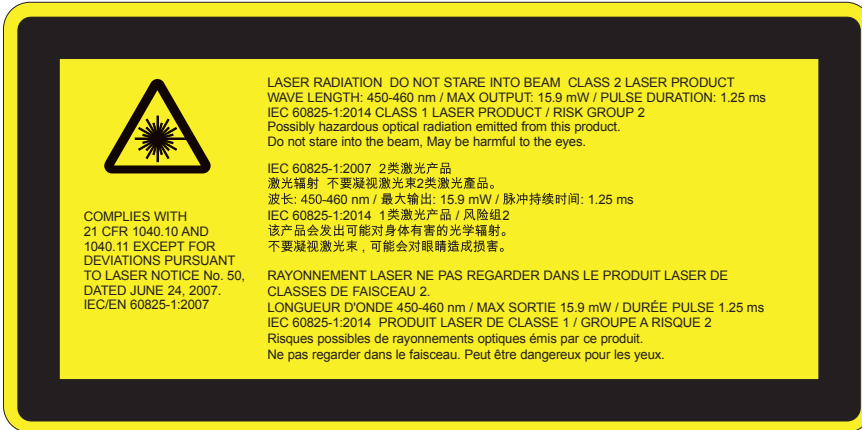 COMPLIES WITH
21 CFR 1040.10 AND
1040.11 EXCEPT FOR
DEVIATIONS PURSUANT
TO LASER NOTICE No. 50,
DATED JUNE 24, 2007.
IEC/EN 60825-1:2007
LASER RADIATION  DO NOT STARE INTO BEAM  CLASS 2 LASER PRODUCT
WAVE LENGTH: 450-460 nm / MAX OUTPUT: 15.9 mW / PULSE DURATION: 1.25 ms
IEC 60825-1:2014 CLASS 1 LASER PRODUCT / RISK GROUP 2
Possibly hazardous optical radiation emitted from this product.
Do not stare into the beam, May be harmful to the eyes.
IEC 60825-1:2007  2类激光产品
激光辐射  不要凝视激光束2类激光產品。
波长: 450-460 nm / 最大输出: 15.9 mW / 脉冲持续时间: 1.25 ms
IEC 60825-1:2014  1类激光产品 / 风险组2
该产品会发出可能对身体有害的光学辐射。
不要凝视激光束 , 可能会对眼睛造成损害。
RAYONNEMENT LASER NE PAS REGARDER DANS LE PRODUIT LASER DE
CLASSES DE FAISCEAU 2.
LONGUEUR D'ONDE 450-460 nm / MAX SORTIE 15.9 mW / DURÉE PULSE 1.25 ms
IEC 60825-1:2014  PRODUIT LASER DE CLASSE 1 / GROUPE A RISQUE 2
Risques possibles de rayonnements optiques émis par ce produit.
Ne pas regarder dans le faisceau. Peut être dangereux pour les yeux.